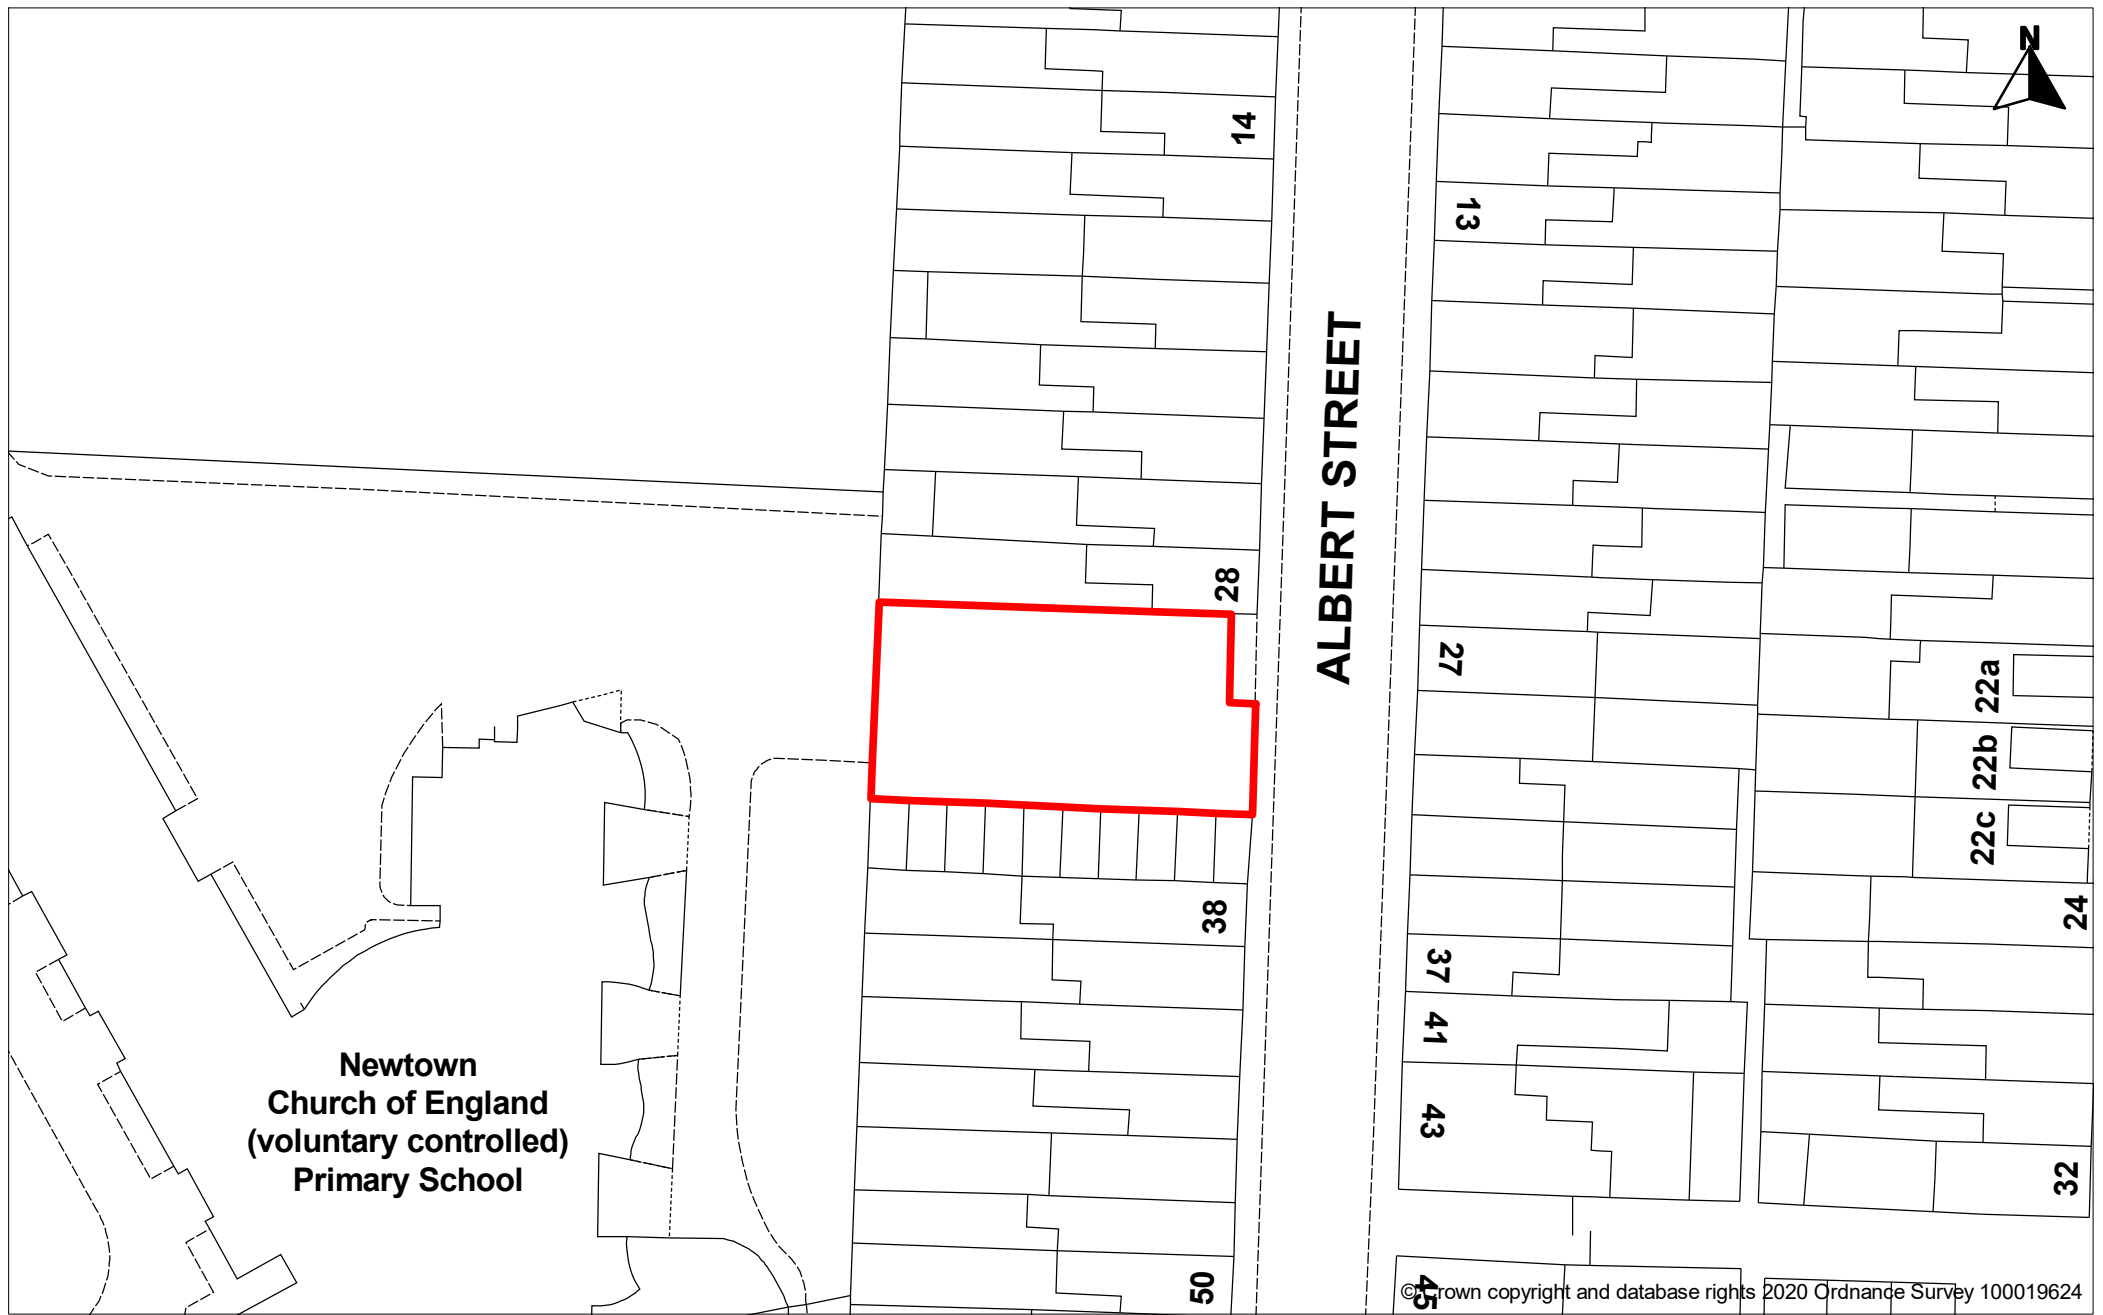 N
14
13
ALBERT STREET
28
27
22a
22b
22c
24
38
37
41
43
Newtown
Church of England
(voluntary controlled)
Primary School
32
50
45
© Crown copyright and database rights 2020 Ordnance Survey 100019624